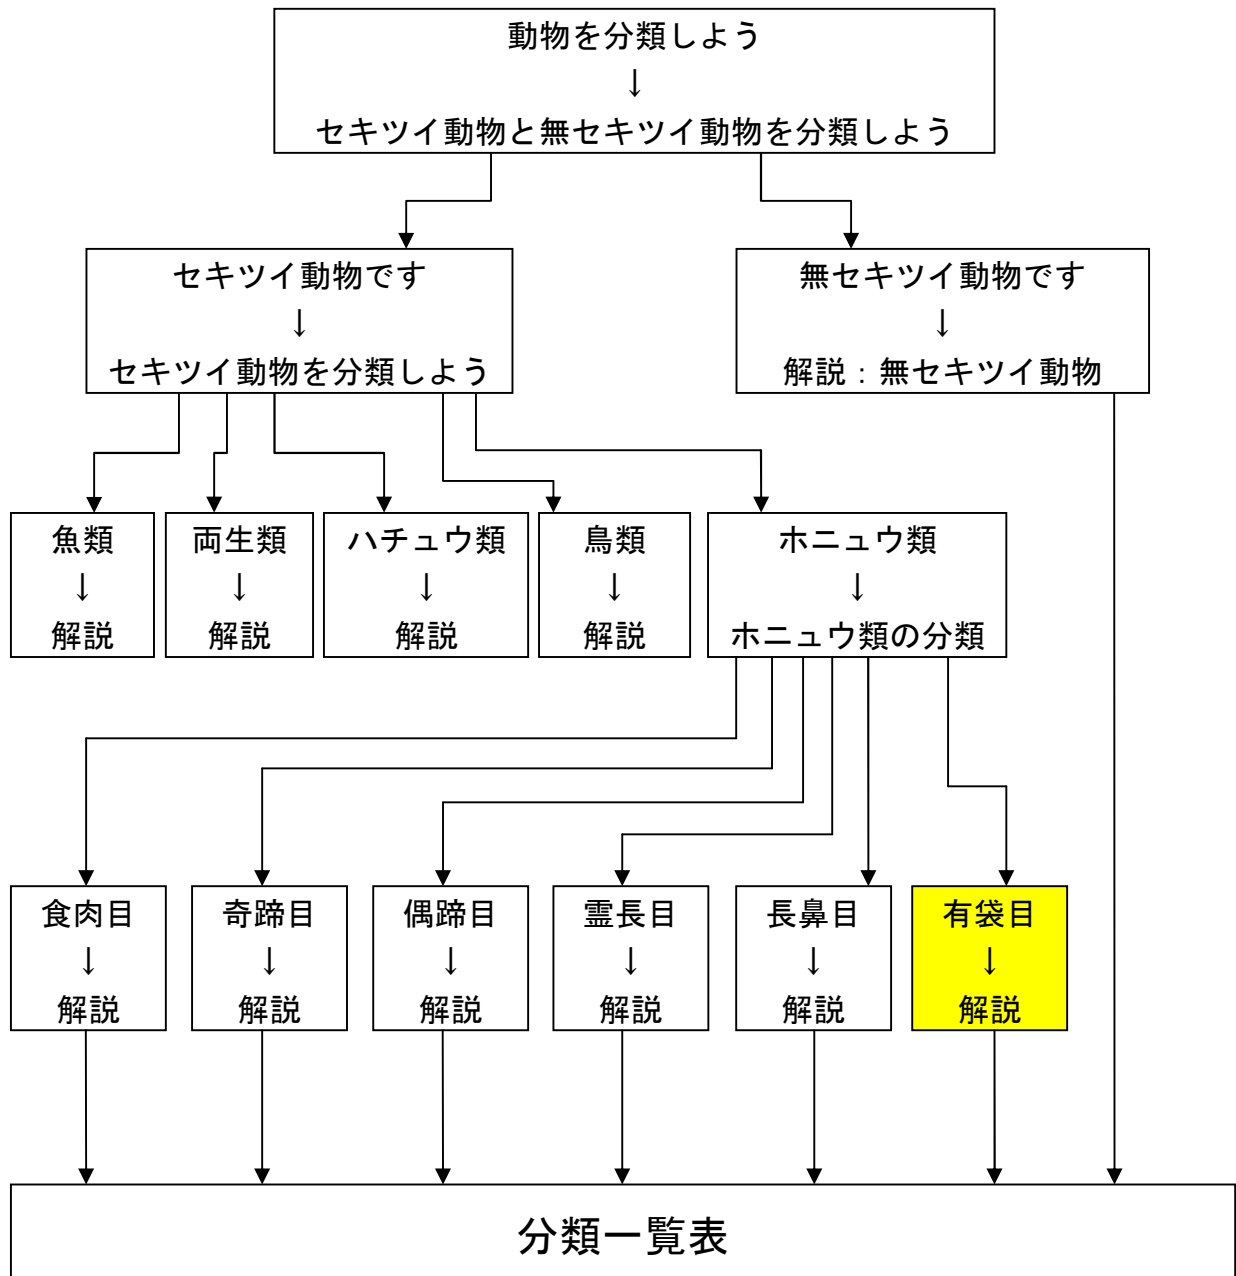 動物を分類しよう
↓
セキツイ動物と無セキツイ動物を分類しよう
セキツイ動物です
↓
セキツイ動物を分類しよう
無セキツイ動物です
↓
解説：無セキツイ動物
魚類
↓
解説
両生類
↓
解説
ハチュウ類
↓
解説
鳥類
↓
解説
ホニュウ類
↓
ホニュウ類の分類
食肉目
↓
解説
奇蹄目
↓
解説
偶蹄目
↓
解説
霊長目
↓
解説
長鼻目
↓
解説
有袋目
↓
解説
分類一覧表